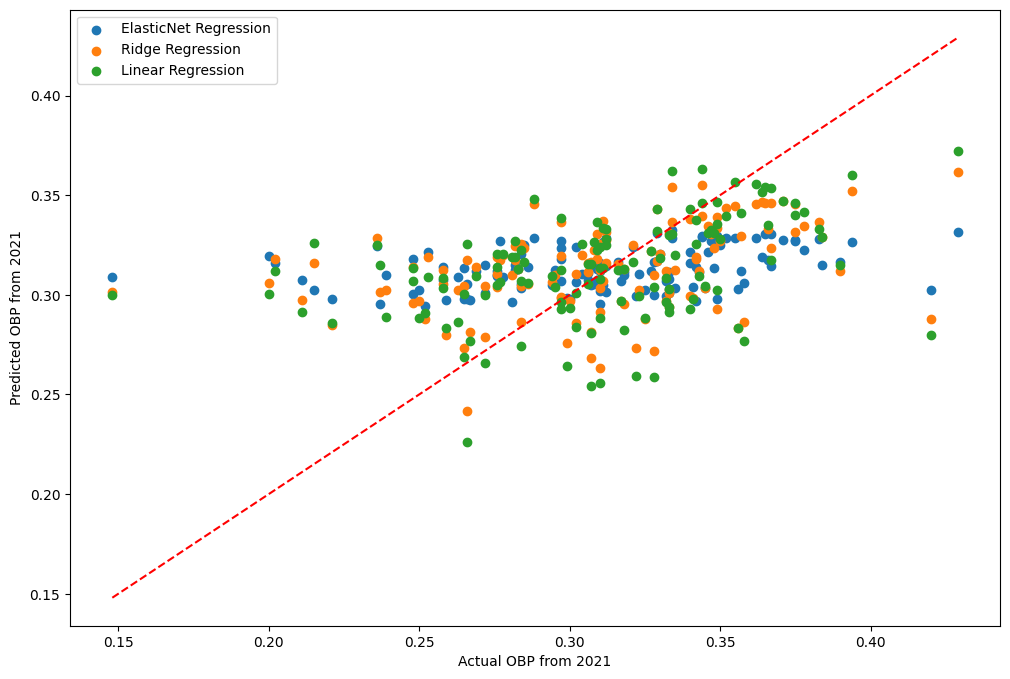 ElasticNet Regression
Ridge Regression
Linear Regression
0.40
0.35
0.30
0.25
0.20
0.15
Predicted OBP from 2021
0.15 0.20 0.25 0.30 0.35 0.40
Actual OBP from 2021